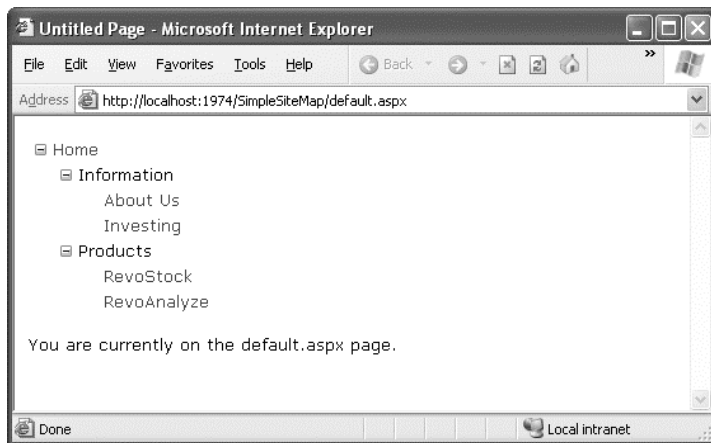 Untitled Page - Microsoft Internet Explorer
File Edit View Favorites Tools Help Back »
Address http://localhost:1974/SimpleSiteMap/default.aspx
Home
Information
About Us
Investing
Products
RevoStock
RevoAnalyze
You are currently on the default.aspx page.
Done Local intranet